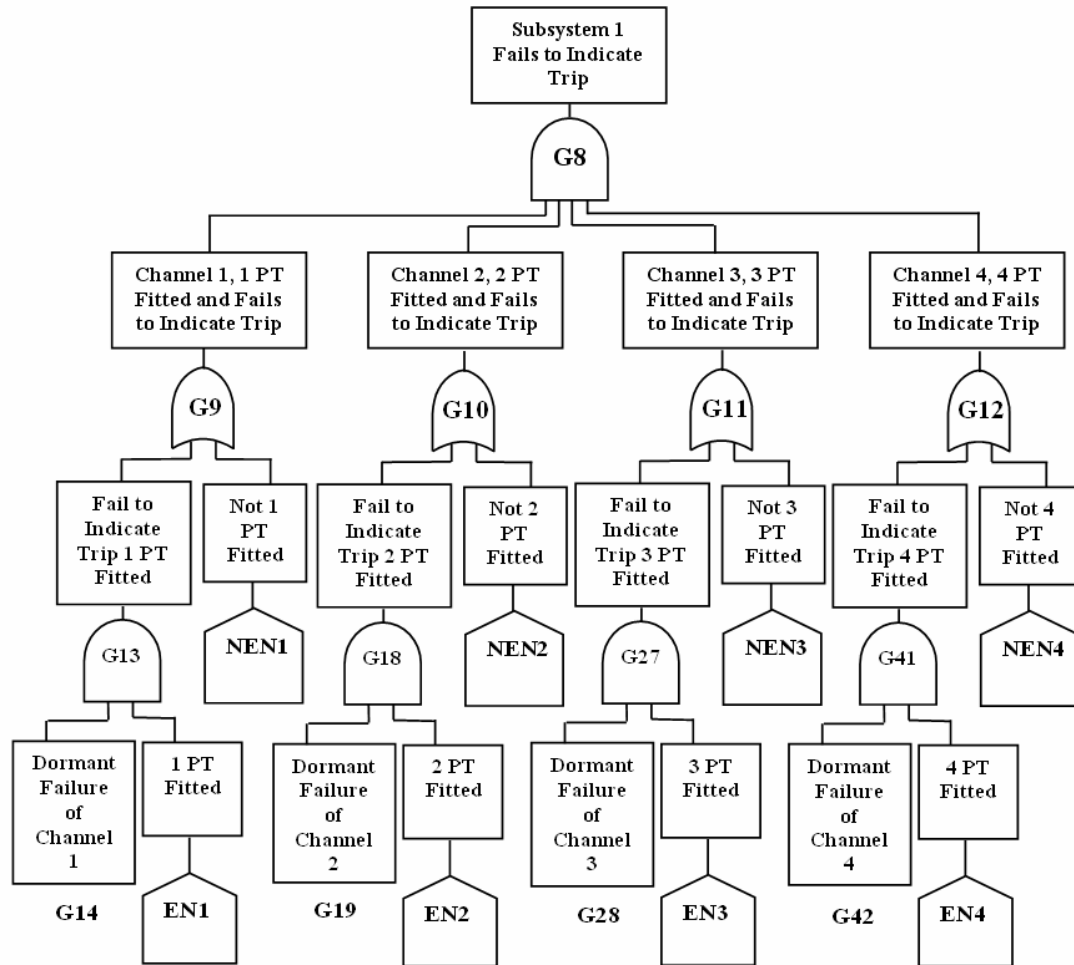 Subsystem 1
Fails to Indicate
Trip
G8
Channel 1, 1 PT
Fitted and Fails
to Indicate Trip
Channel 2, 2 PT
Fitted and Fails
to Indicate Trip
Channel 3, 3 PT
Fitted and Fails
to Indicate Trip
Channel 4, 4 PT
Fitted and Fails
to Indicate Trip
G9
G10
G11
G12
Fail to
Indicate
Trip 1 PT
Fitted
Not 1
PT
Fitted
Fail to
Indicate
Trip 2 PT
Fitted
Not 2
PT
Fitted
Fail to
Indicate
Trip 3 PT
Fitted
Not 3
PT
Fitted
Fail to
Indicate
Trip 4 PT
Fitted
Not 4
PT
Fitted
G13
NEN1
G18
NEN2
G27
NEN3
G41
NEN4
Dormant
Failure
of
Channel
1
1 PT
Fitted
Dormant
Failure
of
Channel
2
2 PT
Fitted
Dormant
Failure
of
Channel
3
3 PT
Fitted
Dormant
Failure
of
Channel
4
4 PT
Fitted
G14
EN1
G19
EN2
G28
EN3
G42
EN4